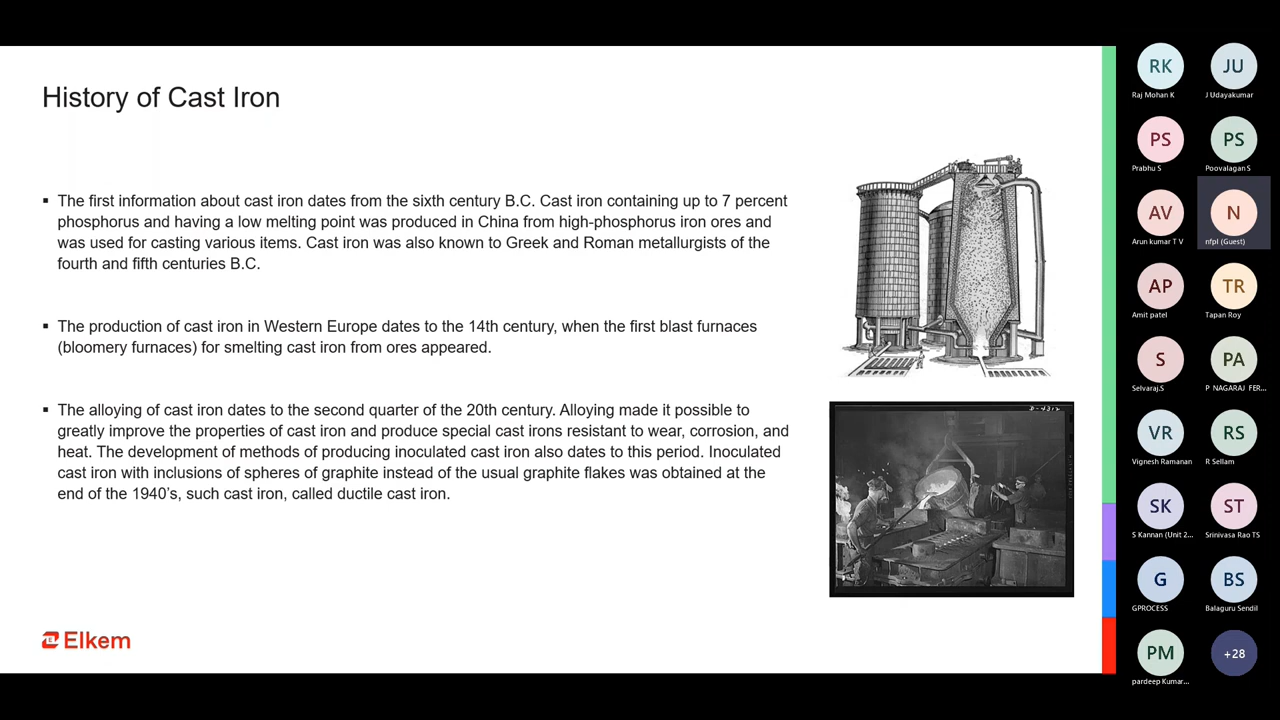 History of Cast Iron
▪ The first information about cast iron dates from the sixth century B.C. Cast iron containing up to 7 percent
phosphorus and having a low melting point was produced in China from high-phosphorus iron ores and
was used for casting various items. Cast iron was also known to Greek and Roman metallurgists of the
fourth and fifth centuries B.C.
▪ The production of cast iron in Western Europe dates to the 14th century, when the first blast furnaces
(bloomery furnaces) for smelting cast iron from ores appeared.
▪ The alloying of cast iron dates to the second quarter of the 20th century. Alloying made it possible to
greatly improve the properties of cast iron and produce special cast irons resistant to wear, corrosion, and
heat. The development of methods of producing inoculated cast iron also dates to this period. Inoculated
cast iron with inclusions of spheres of graphite instead of the usual graphite flakes was obtained at the
end of the 1940's, such cast iron, called ductile cast iron.
Elkem
RK
Raj Mohan K
JU
J Udayakumar
PS
Prabhu S
PS
Poovalagan S
AV
Arun kumar T V
N
nfpl (Guest)
AP
Amit patel
TR
Tapan Roy
S
Selvaraj.S
PA
P NAGARAJ FER...
VR
Vignesh Ramanan
RS
R Sellam
SK
S Kannan (Unit 2...
ST
Srinivasa Rao TS
G
GPROCESS
BS
Balaguru Sendil
PM
pardeep Kumar...
+28